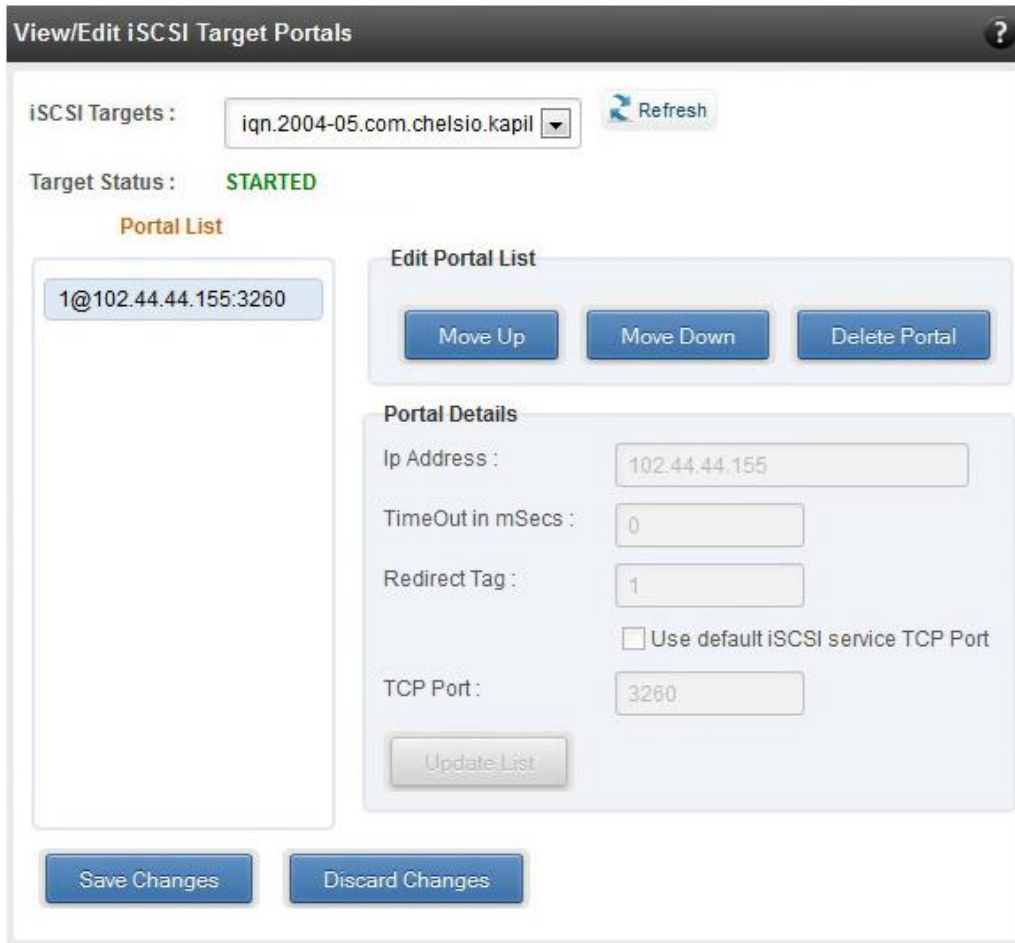 View/Edit iSCSI Target Portals ?
iSCSI Targets : iqn.2004-05.com.chelsio.kapil Refresh
Target Status : STARTED
Portal List
1@102.44.44.155:3260
Edit Portal List
Move Up Move Down Delete Portal
Portal Details
Ip Address : 102.44.44.155
TimeOut in mSecs : 0
Redirect Tag : 1
Use default iSCSI service TCP Port
TCP Port : 3260
Update List
Save Changes Discard Changes